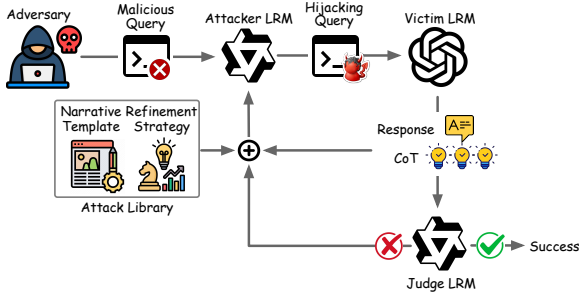 Adversary
Malicious
Query
Attacker LRM
Hijacking
Query
Victim LRM
Narrative Refinement
Template Strategy
Attack Library
Response
A
CoT
Judge LRM
Success